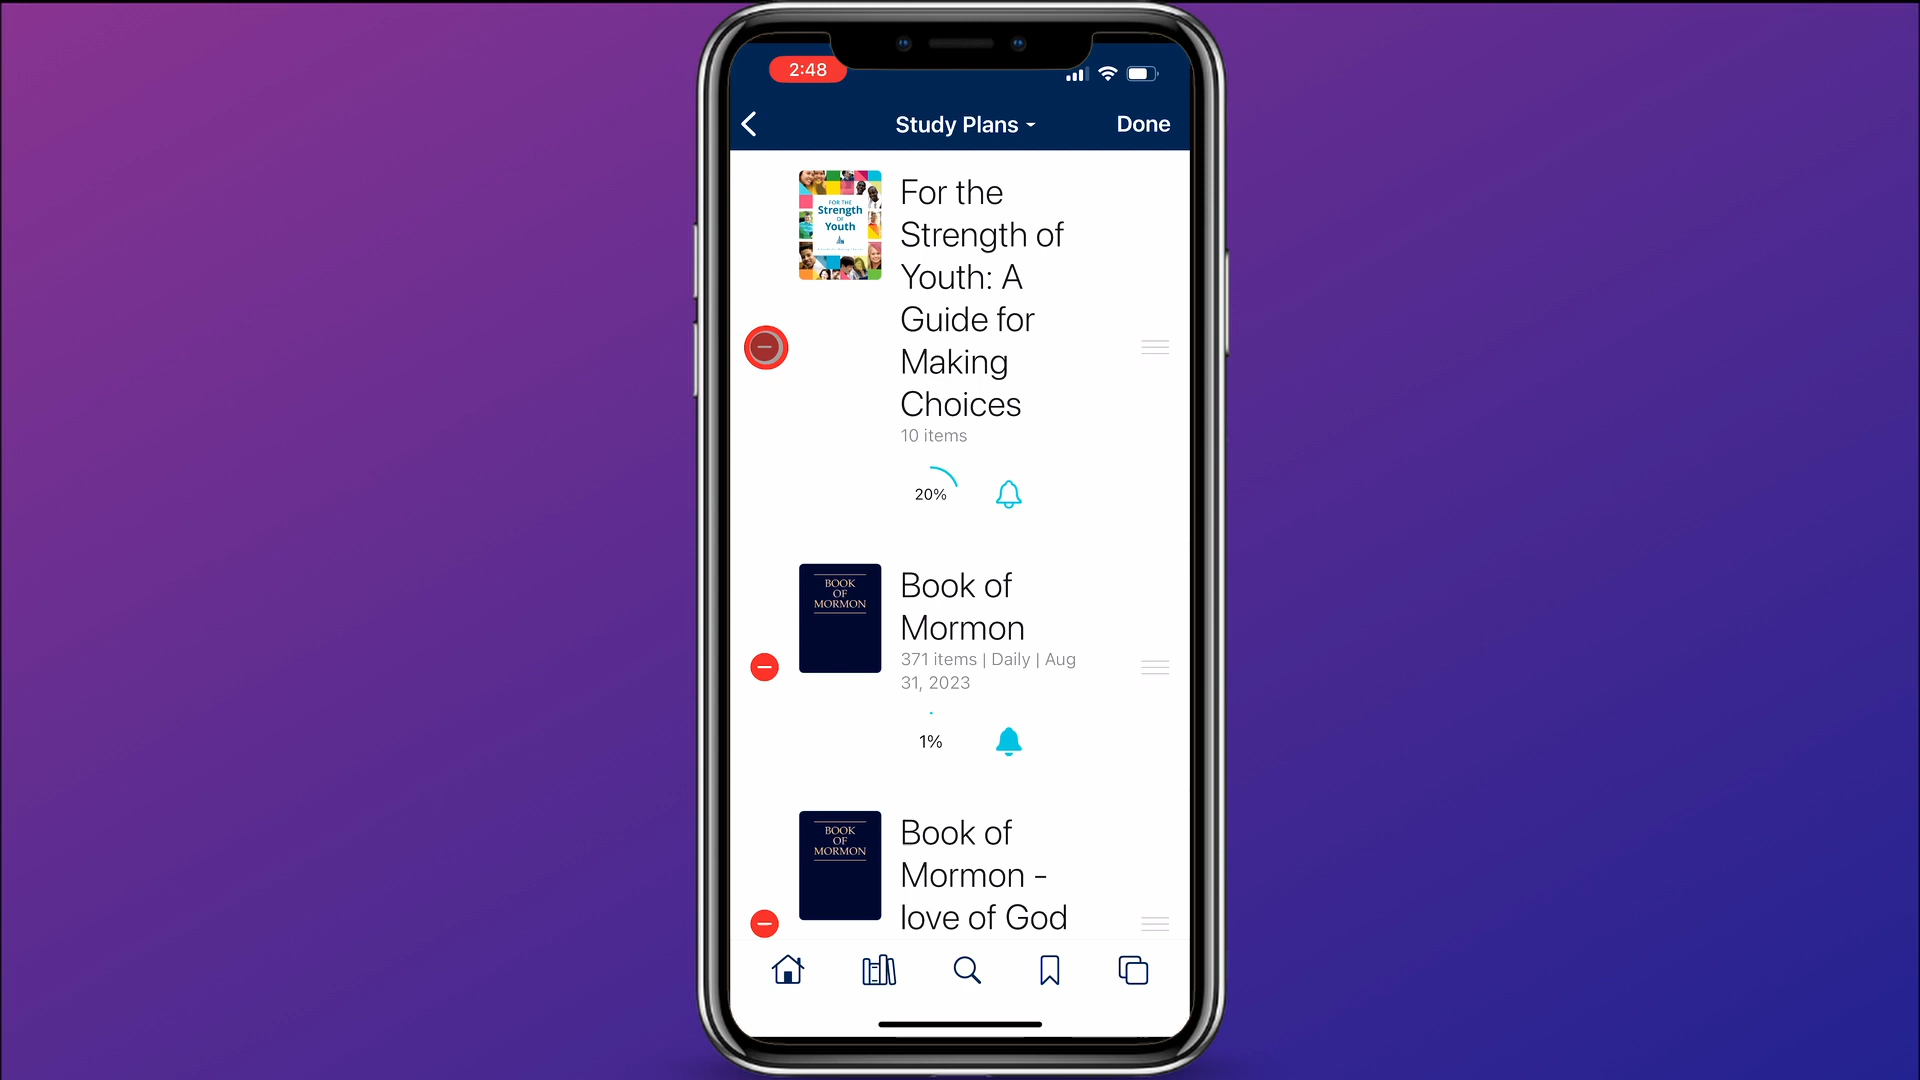 2:48
Study Plans
Done
FOR THE
Strength
OF
Youth
For the
Strength of
Youth: A
Guide for
Making
Choices
10 items
20%
BOOK
OF
MORMON
Book of
Mormon
371 items | Daily | Aug
31, 2023
1%
BOOK
OF
MORMON
Book of
Mormon -
love of God